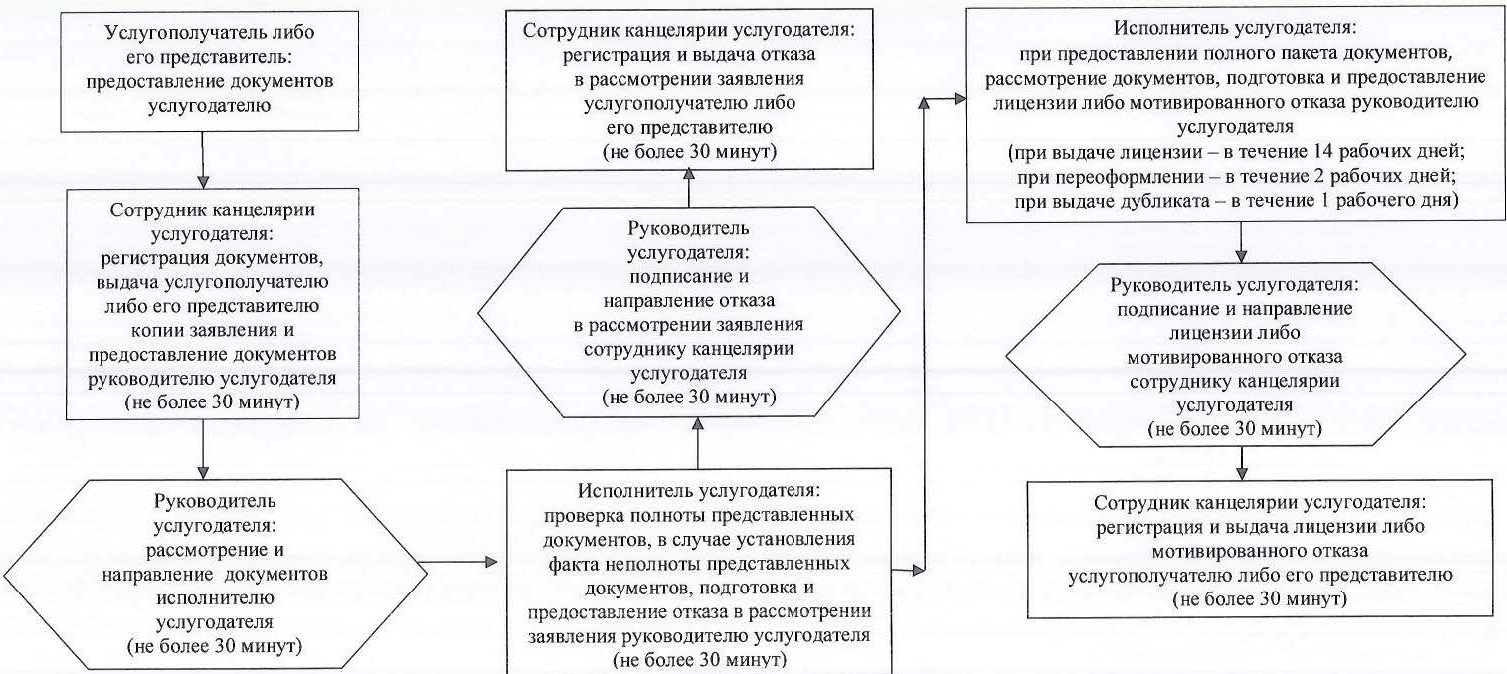 Услугополучатель либо
его представитель:
предоставление документов
услугодателю
Сотрудник канцелярии
услугодателя:
регистрация документов,
выдача услугополучателю
либо его представителю
копии заявления и
предоставление документов
руководителю услугодателя
(не более 30 минут)
Руководитель
услугодателя:
рассмотрение и
направление документов
исполнителю
услугодателя
(не более 30 минут)
Исполнитель услугодателя:
проверка полноты представленных
документов, в случае установления
факта неполноты представленных
документов, подготовка и
предоставление отказа в рассмотрении
заявления руководителю услугодателя
(не более 30 минут)
Руководитель
услугодателя:
подписание и
направление отказа
в рассмотрении заявления
сотруднику канцелярии
услугодателя
(не более 30 минут)
Сотрудник канцелярии услугодателя:
регистрация и выдача отказа
в рассмотрении заявления
услугополучателю либо
его представителю
(не более 30 минут)
Исполнитель услугодателя:
при предоставлении полного пакета документов,
рассмотрение документов, подготовка и предоставление
лицензии либо мотивированного отказа руководителю
услугодателя
(при выдаче лицензии – в течение 14 рабочих дней;
при переоформлении – в течение 2 рабочих дней;
при выдаче дубликата – в течение 1 рабочего дня)
Руководитель услугодателя:
подписание и направление
лицензии либо
мотивированного отказа
сотруднику канцелярии
услугодателя
(не более 30 минут)
Сотрудник канцелярии услугодателя:
регистрация и выдача лицензии либо
мотивированного отказа
услугополучателю либо его представителю
(не более 30 минут)